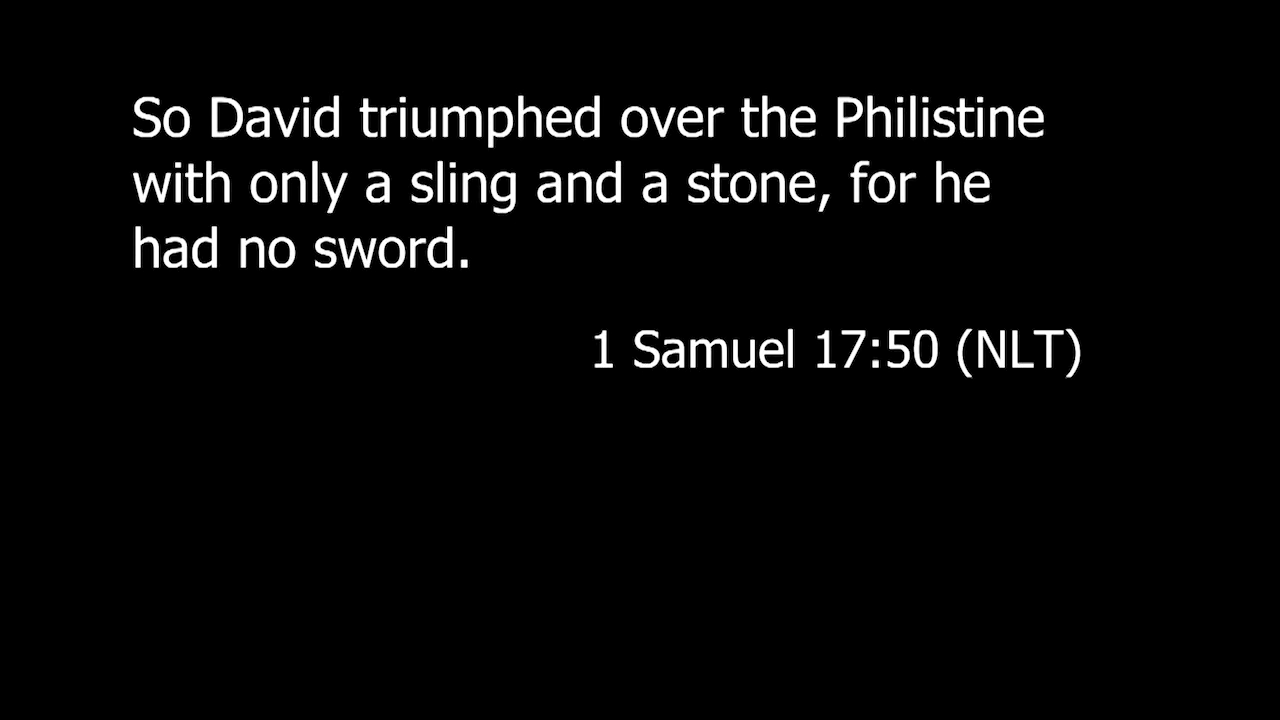 So David triumphed over the Philistine
with only a sling and a stone, for he
had no sword.
1 Samuel 17:50 (NLT)